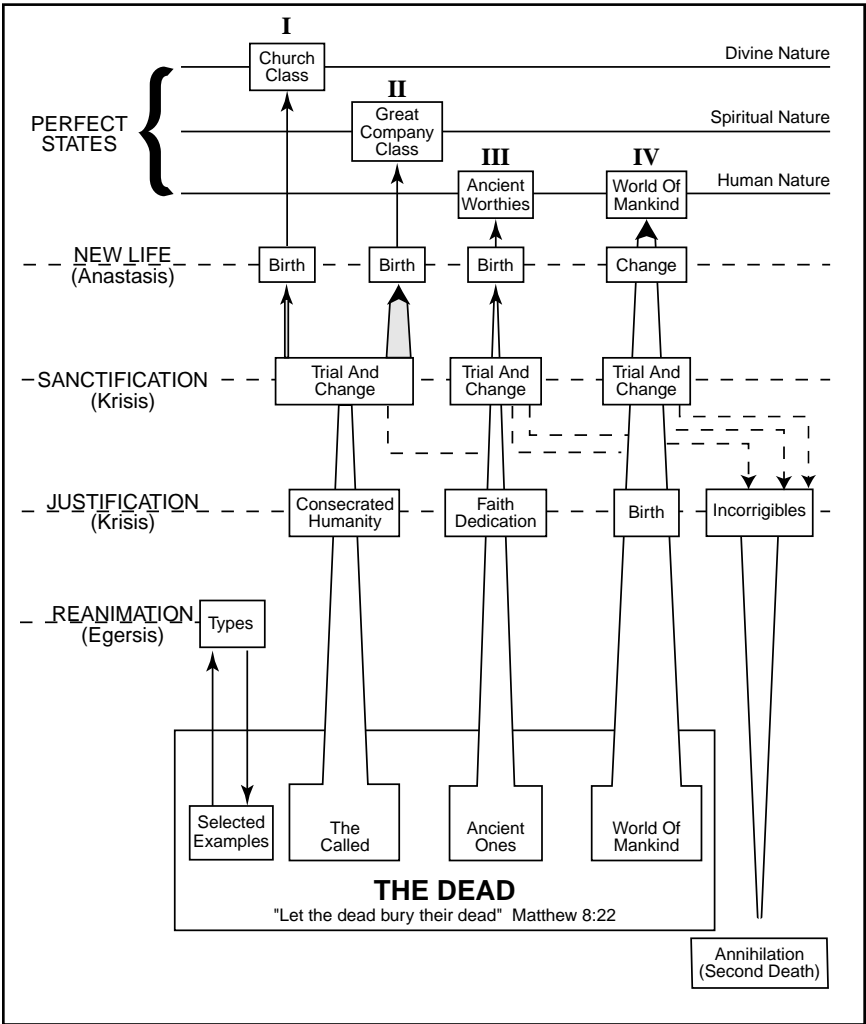 I
Church
Class
Divine Nature
II
Great
Company
Class
Spiritual Nature
PERFECT
STATES
III
IV
Ancient
Worthies
World Of
Mankind
Human Nature
NEW LIFE
(Anastasis)
Birth
Birth
Birth
Change
SANCTIFICATION
(Krisis)
Trial And
Change
Trial And
Change
Trial And
Change
JUSTIFICATION
(Krisis)
Consecrated
Humanity
Faith
Dedication
Birth
Incorrigibles
REANIMATION
(Egersis)
Types
Selected
Examples
The
Called
Ancient
Ones
World Of
Mankind
THE DEAD
"Let the dead bury their dead" Matthew 8:22
Annihilation
(Second Death)